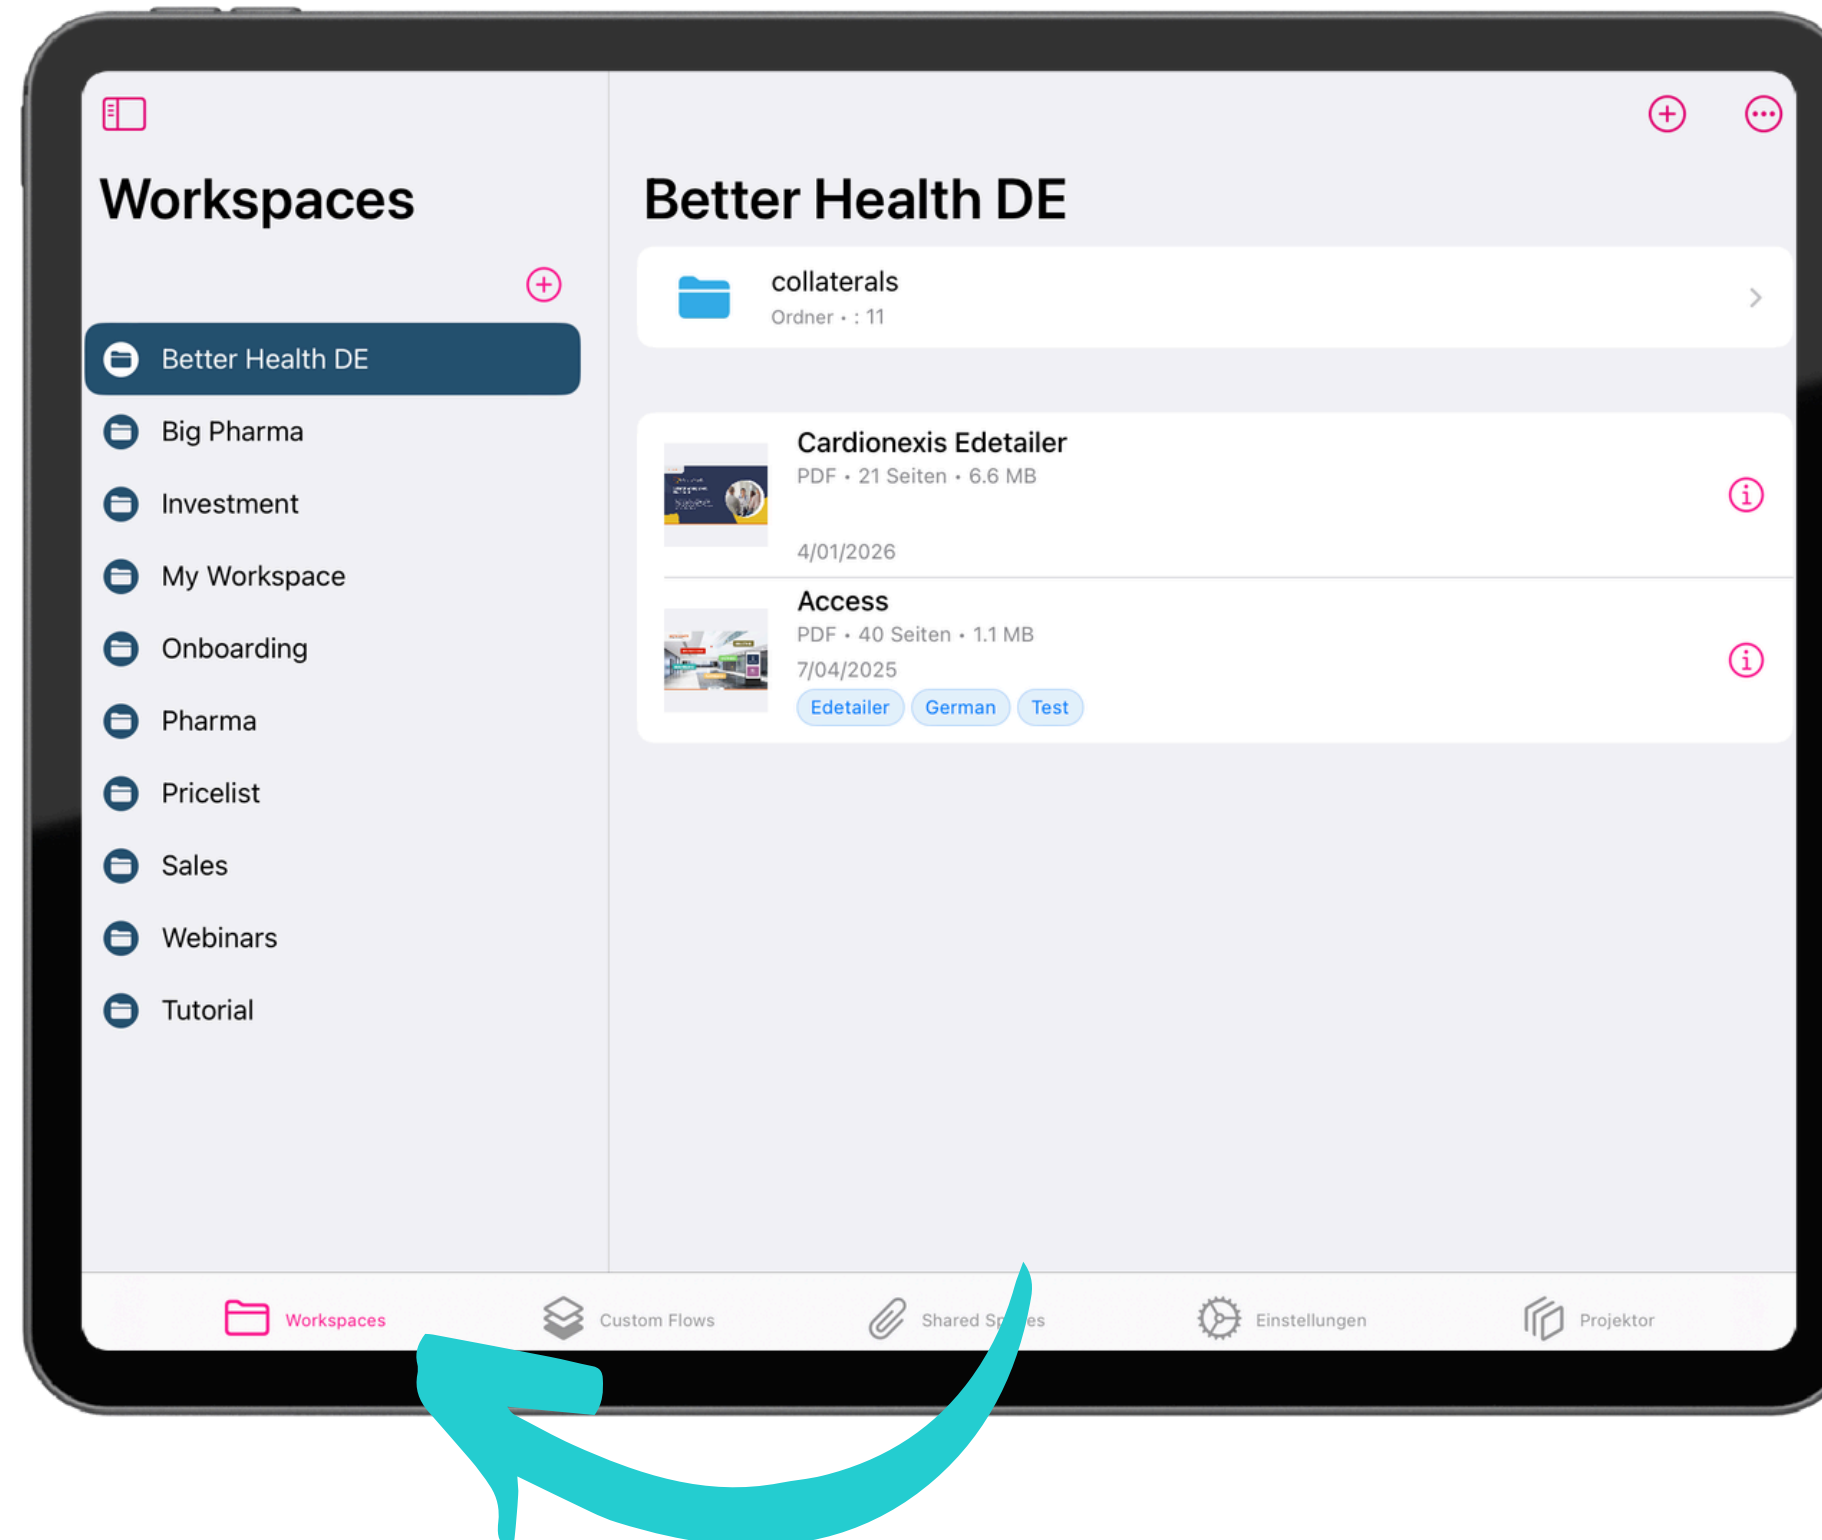 Workspaces
Better Health DE
Big Pharma
Investment
My Workspace
Onboarding
Pharma
Pricelist
Sales
Webinars
Tutorial
Better Health DE
collaterals
Ordner • : 11
Cardionexis Edetailer
PDF • 21 Seiten • 6.6 MB
4/01/2026
Access
PDF • 40 Seiten • 1.1 MB
7/04/2025
Edetailer German Test
Workspaces Custom Flows Shared Einstellungen Projektor